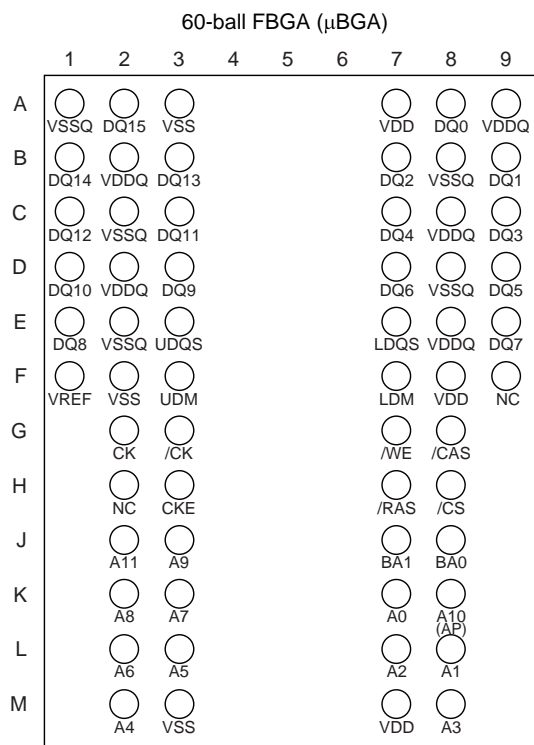 60-ball FBGA (μBGA)
1 2 3 4 5 6 7 8 9
A
VSSQ DQ15 VSS VDD DQ0 VDDQ
B
DQ14 VDDQ DQ13 DQ2 VSSQ DQ1
C
DQ12 VSSQ DQ11 DQ4 VDDQ DQ3
D
DQ10 VDDQ DQ9 DQ6 VSSQ DQ5
E
DQ8 VSSQ UDQS LDQS VDDQ DQ7
F
VREF VSS UDM LDM VDD NC
G
CK /CK /WE /CAS
H
NC CKE /RAS /CS
J
A11 A9 BA1 BA0
K
A8 A7 A0 A10
(AP)
L
A6 A5 A2 A1
M
A4 VSS VDD A3